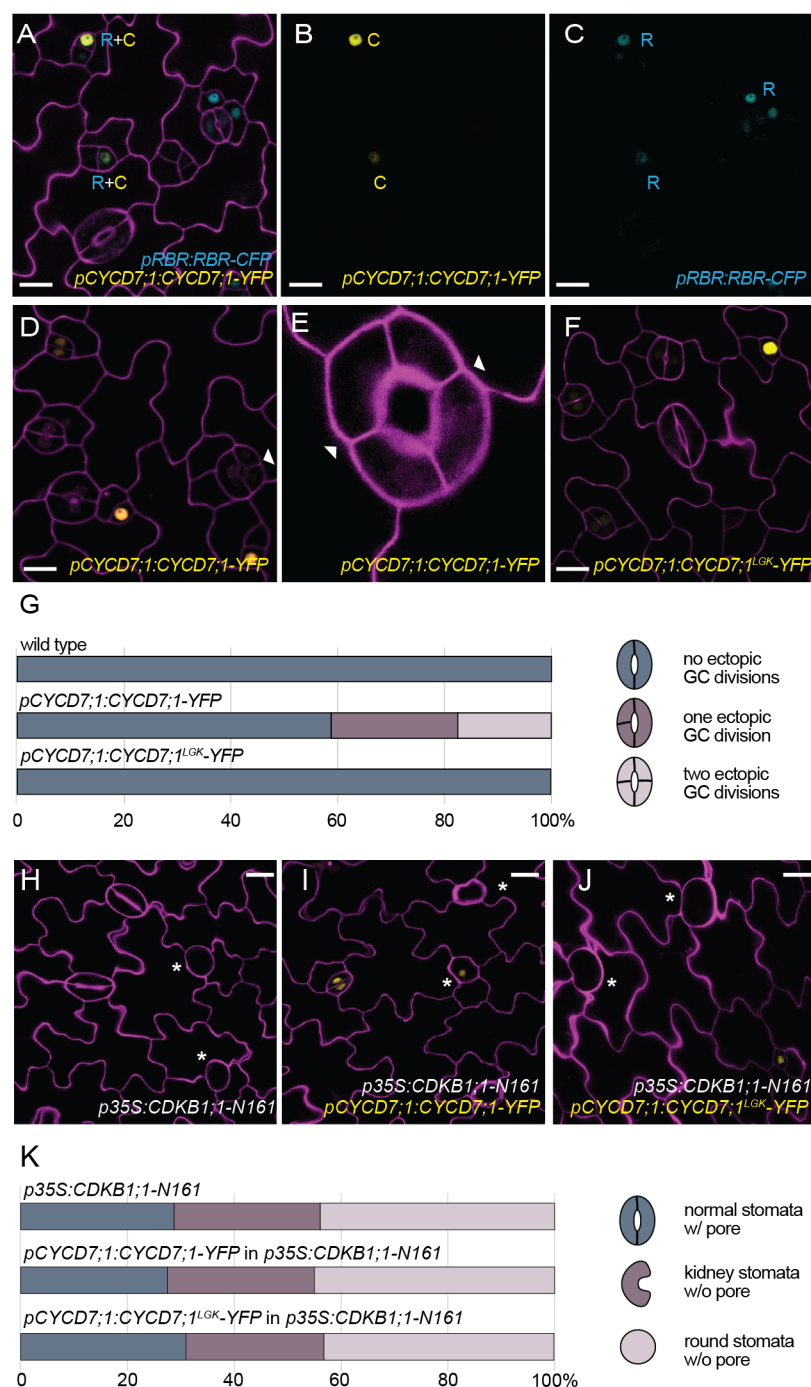 A
R+C
R+C
pRBR:RBR-CFP
pCYCD7;1:CYCD7;1-YFP
B
C
C
pCYCD7;1:CYCD7;1-YFP
C
R
R
R
pRBR:RBR-CFP
D
pCYCD7;1:CYCD7;1-YFP
E
pCYCD7;1:CYCD7;1-YFP
F
pCYCD7;1:CYCD7;1LGK-YFP
G
wild type
pCYCD7;1:CYCD7;1-YFP
pCYCD7;1:CYCD7;1LGK-YFP
0 20 40 60 80 100%
no ectopic
GC divisions
one ectopic
GC division
two ectopic
GC divisions
H
*
*
p35S:CDKB1;1-N161
I
*
*
p35S:CDKB1;1-N161
pCYCD7;1:CYCD7;1-YFP
J
*
*
p35S:CDKB1;1-N161
pCYCD7;1:CYCD7;1LGK-YFP
K
p35S:CDKB1;1-N161
pCYCD7;1:CYCD7;1-YFP in p35S:CDKB1;1-N161
pCYCD7;1:CYCD7;1LGK-YFP in p35S:CDKB1;1-N161
0 20 40 60 80 100%
normal stomata
w/ pore
kidney stomata
w/o pore
round stomata
w/o pore